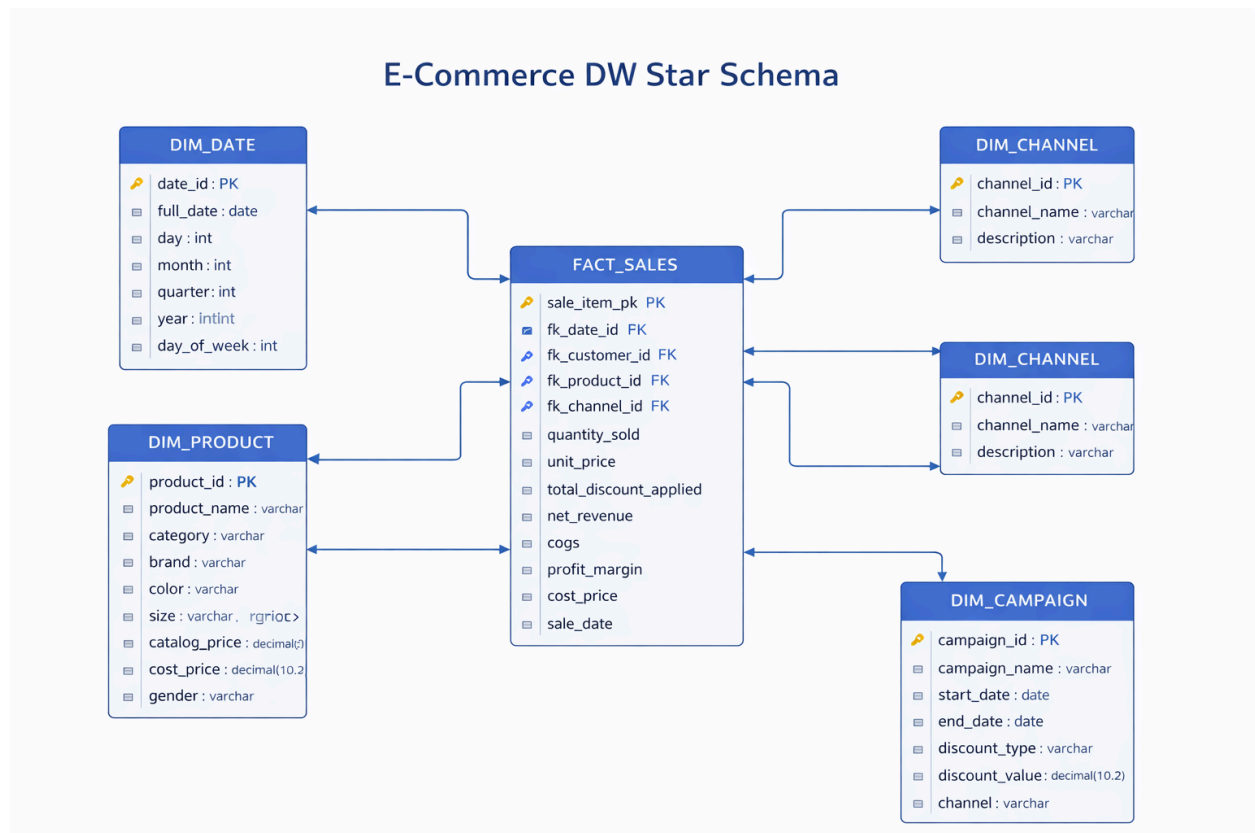 E-Commerce DW Star Schema
DIM_DATE
date_id : PK
full_date : date
day : int
month : int
quarter : int
year : intint
day_of_week : int
DIM_PRODUCT
product_id : PK
product_name : varchar
category : varchar
brand : varchar
color : varchar
size : varchar.
catalog_price : decimal(
cost_price : decimal(10.2
gender : varchar
FACT_SALES
sale_item_pk PK
fk_date_id FK
fk_customer_id FK
fk_product_id FK
fk_channel_id FK
quantity_sold
unit_price
total_discount_applied
net_revenue
cogs
profit_margin
cost_price
sale_date
DIM_CHANNEL
channel_id : PK
channel_name : varchar
description : varchar
DIM_CHANNEL
channel_id : PK
channel_name : varchar
description : varchar
DIM_CAMPAIGN
campaign_id : PK
campaign_name : varchar
start_date : date
end_date : date
discount_type : varchar
discount_value : decimal(10.2)
channel : varchar